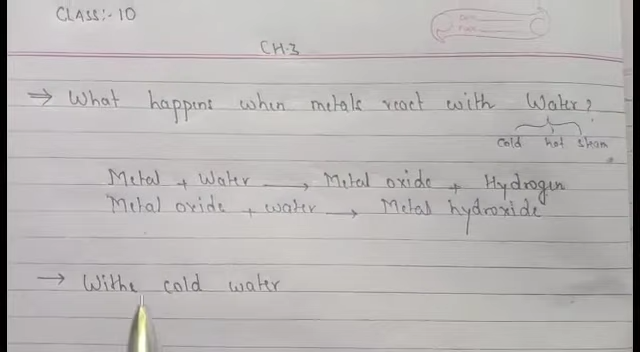 CLASS:- 10
CH.3
⇒ What happens when metals react with Water?
cold hot steam
Metal + Water → Metal oxide + Hydrogen
Metal oxide + water → Metal hydroxide
→ Withe cold water